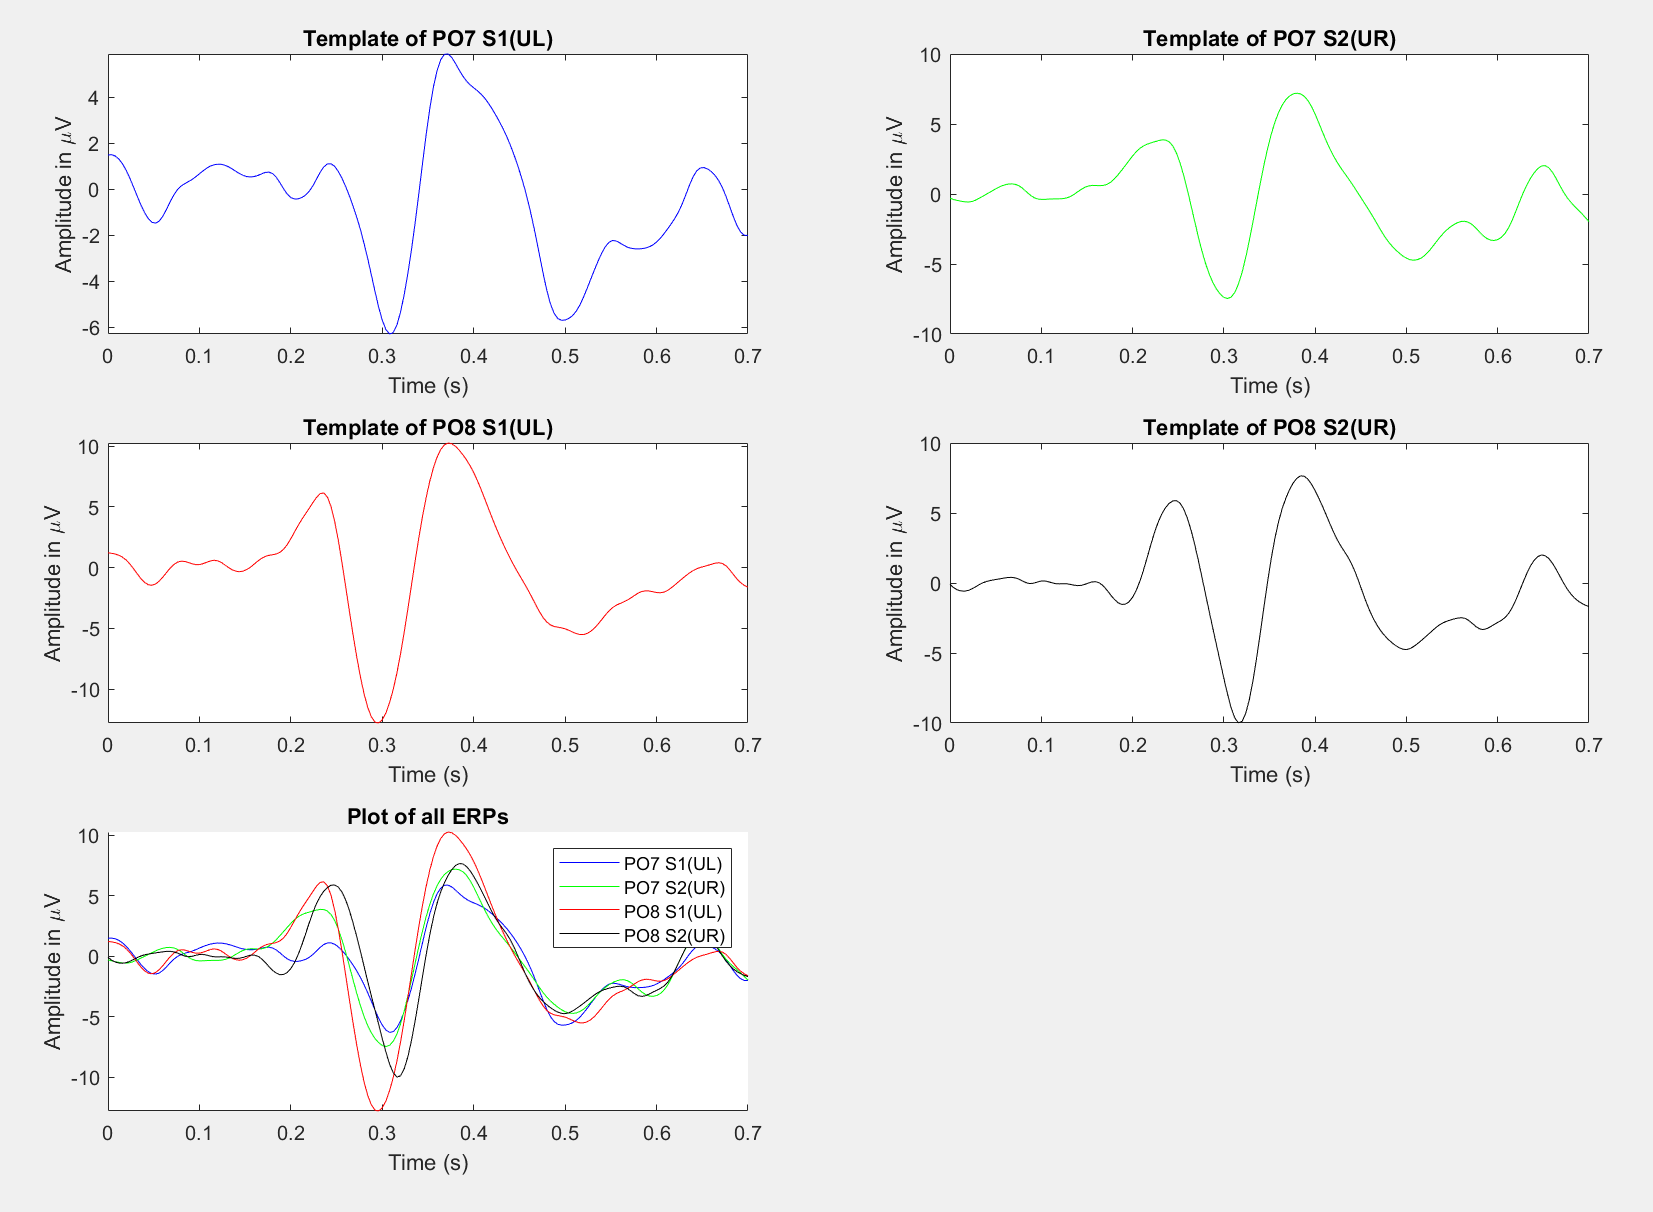 Template of PO7 S1(UL)
Amplitude in μV
4
2
0
-2
-4
-6
0 0.1 0.2 0.3 0.4 0.5 0.6 0.7
Time (s)
Template of PO7 S2(UR)
Amplitude in μV
10
5
0
-5
-10
0 0.1 0.2 0.3 0.4 0.5 0.6 0.7
Time (s)
Template of PO8 S1(UL)
Amplitude in μV
10
5
0
-5
-10
0 0.1 0.2 0.3 0.4 0.5 0.6 0.7
Time (s)
Template of PO8 S2(UR)
Amplitude in μV
10
5
0
-5
-10
0 0.1 0.2 0.3 0.4 0.5 0.6 0.7
Time (s)
Plot of all ERPs
Amplitude in μV
10
5
0
-5
-10
PO7 S1(UL)
PO7 S2(UR)
PO8 S1(UL)
PO8 S2(UR)
0 0.1 0.2 0.3 0.4 0.5 0.6 0.7
Time (s)